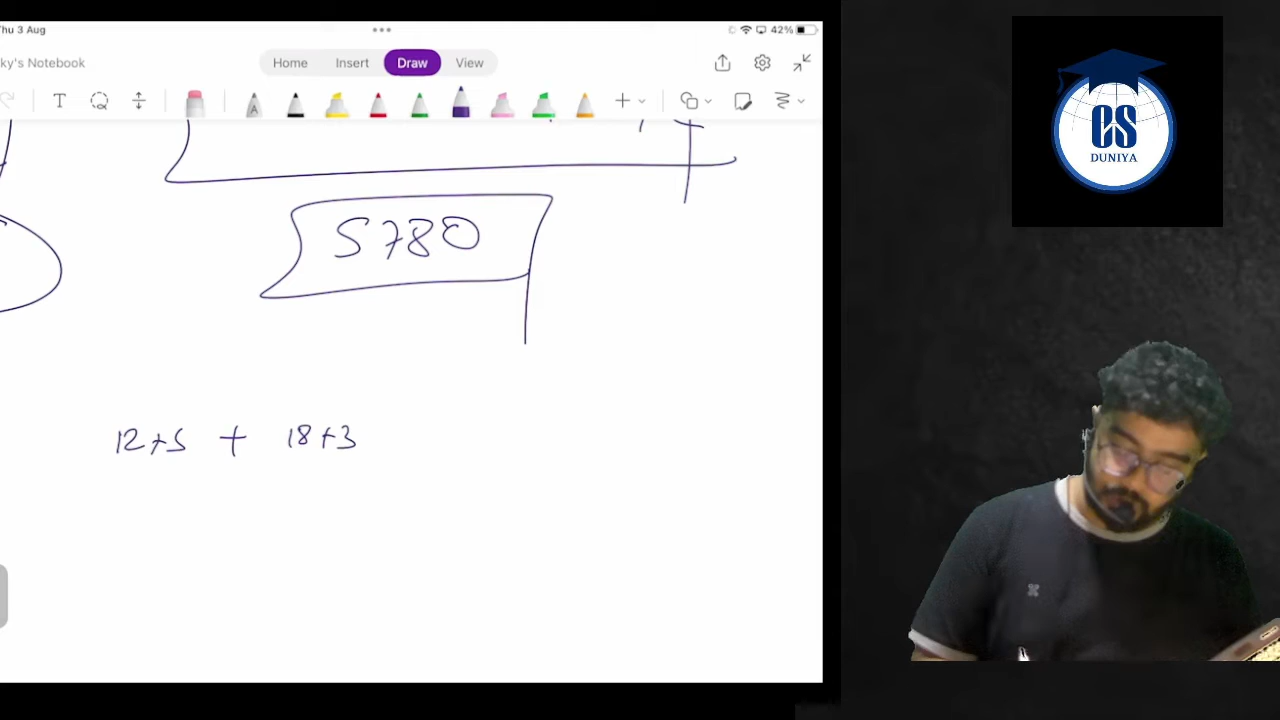 Thu 3 Aug
42%
ky's Notebook
Home Insert Draw View
T
A
CS
DUNIYA
5780
12+5 + 18+3